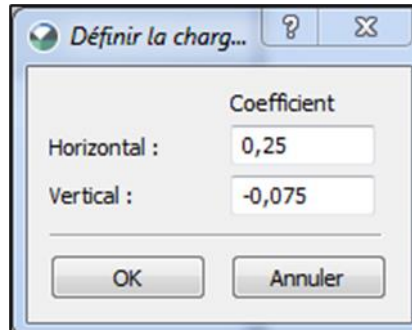 Définir la charg...
Coefficient
Horizontal : 0,25
Vertical : -0,075
OK Annuler